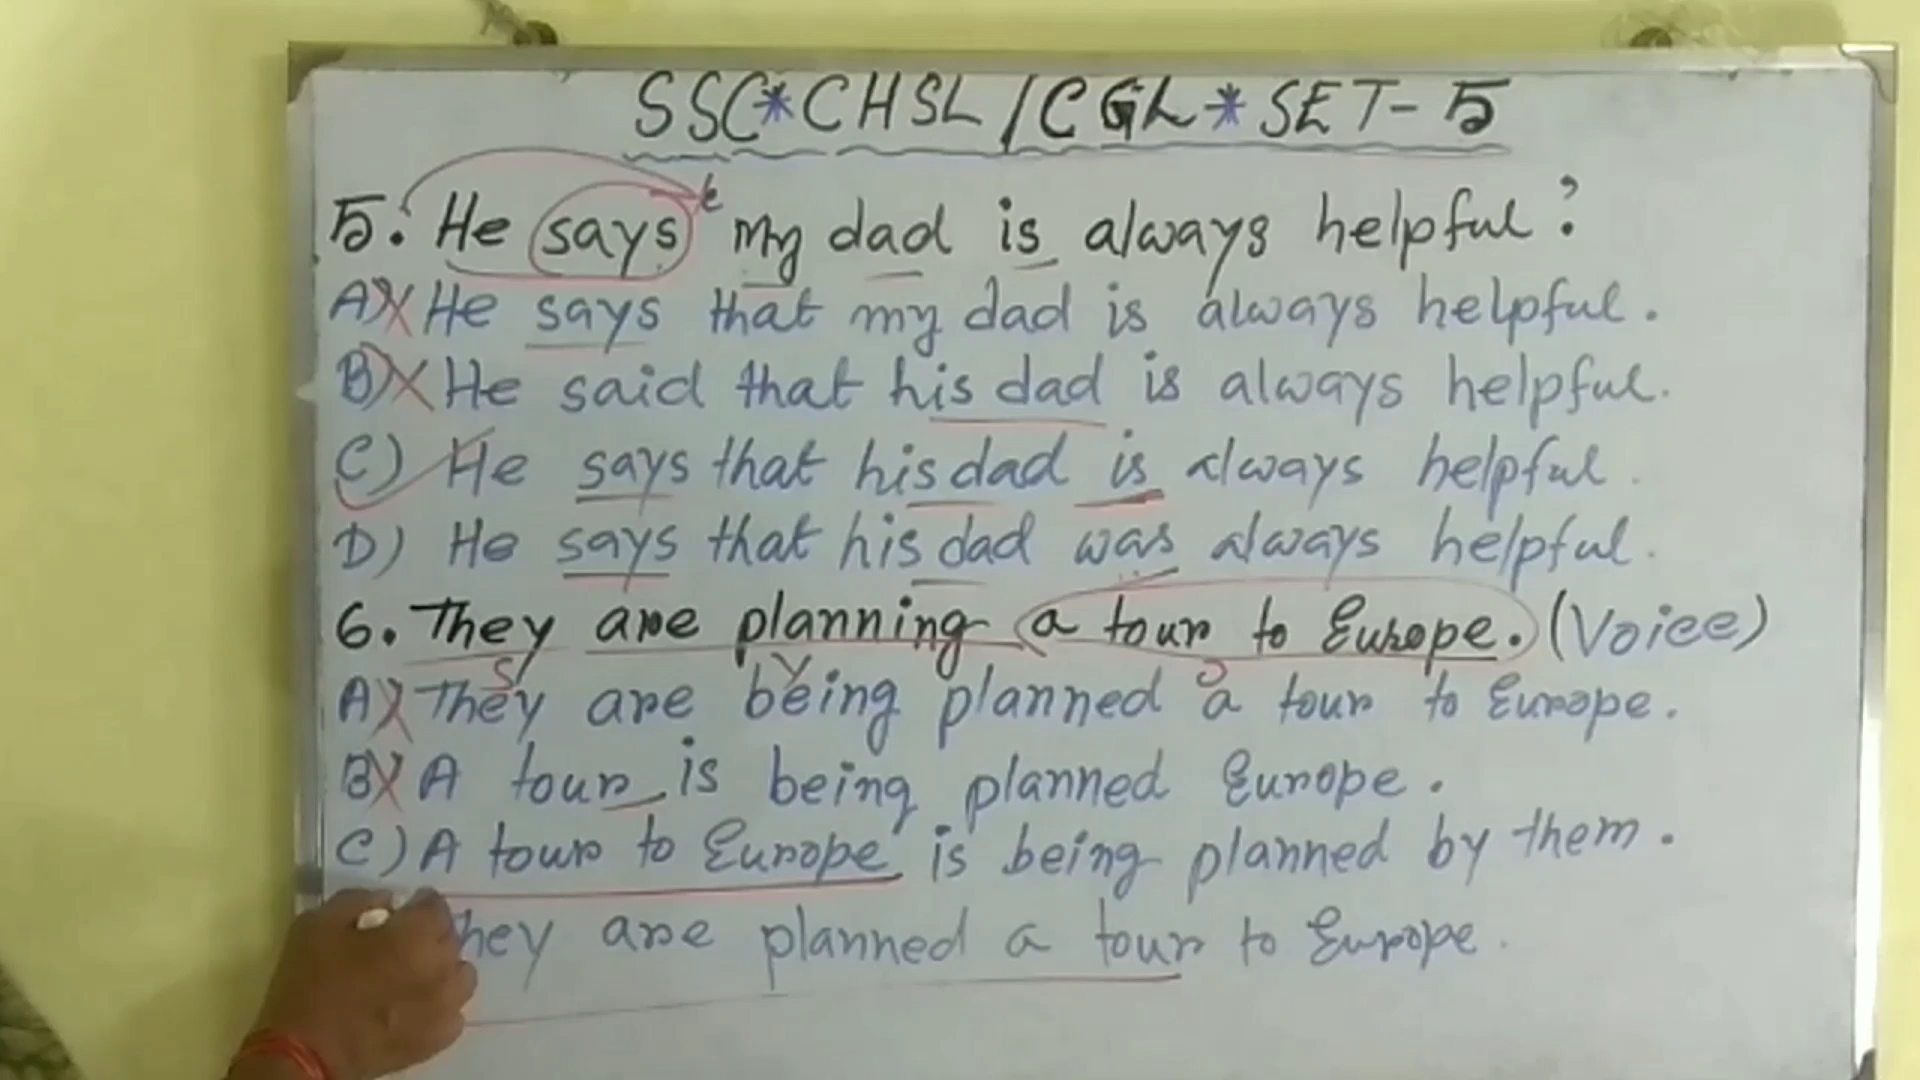 SSC*CHSL/CGL*SET-5
5. He says my dad is always helpful?
A) He says that my dad is always helpful.
B) He said that his dad is always helpful.
C) He says that his dad is always helpful.
D) He says that his dad was always helpful.
6. They are planning a tour to Europe. (Voice)
S V O
A) They are being planned a tour to Europe.
B) A tour is being planned Europe.
C) A tour to Europe is being planned by them.
hey are planned a tour to Europe.